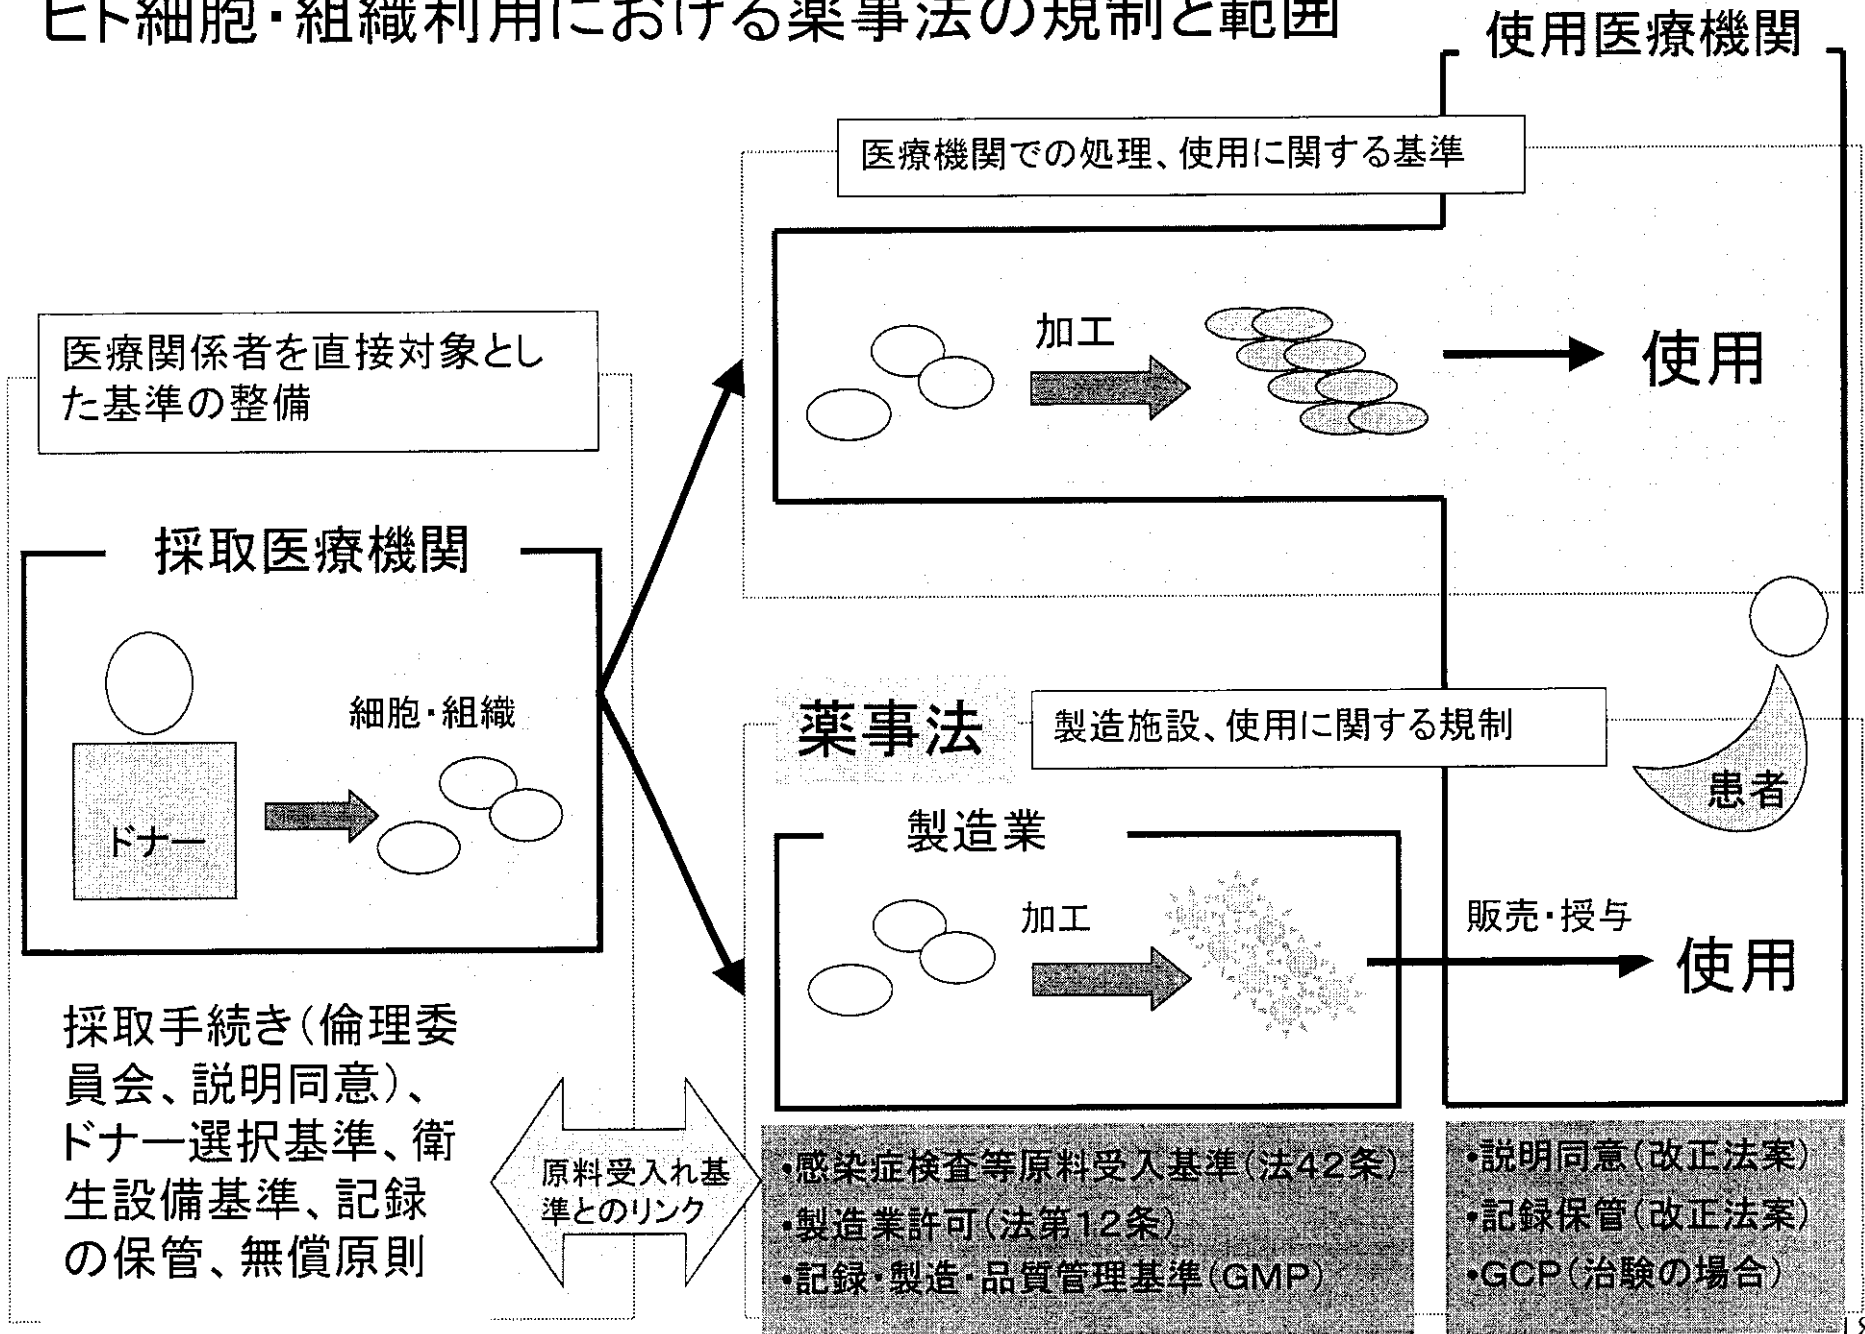 ヒト細胞・組織利用における薬事法の規制と範囲
使用医療機関
医療機関での処理、使用に関する基準
加工
使用
医療関係者を直接対象とし
た基準の整備
採取医療機関
細胞・組織
ドナー
薬事法
製造施設、使用に関する規制
患者
製造業
加工
販売・授与
使用
採取手続き(倫理委
員会、説明同意)、
ドナー選択基準、衛
生設備基準、記録
の保管、無償原則
原料受入れ基
準とのリンク
・感染症検査等原料受入基準(法42条)
・製造業許可(法第12条)
・記録・製造・品質管理基準(GMP)
・説明同意(改正法案)
・記録保管(改正法案)
・GCP(治験の場合)